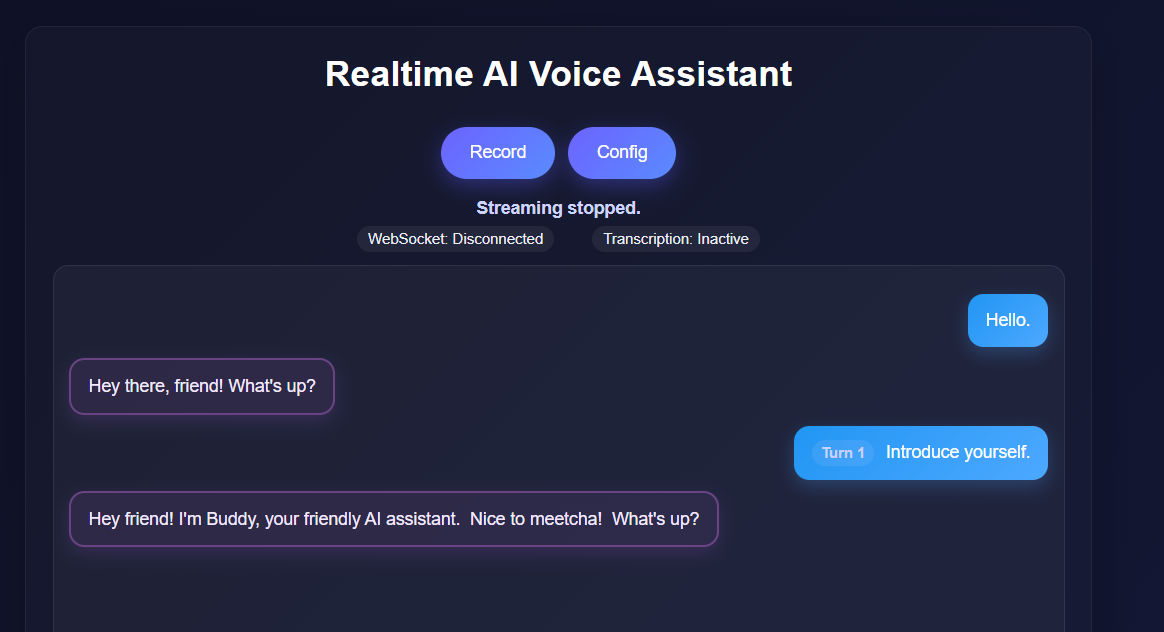 Realtime AI Voice Assistant
Record Config
Streaming stopped.
WebSocket: Disconnected Transcription: Inactive
Hello.
Hey there, friend! What's up?
Turn 1 Introduce yourself.
Hey friend! I'm Buddy, your friendly AI assistant.  Nice to meetcha!  What's up?